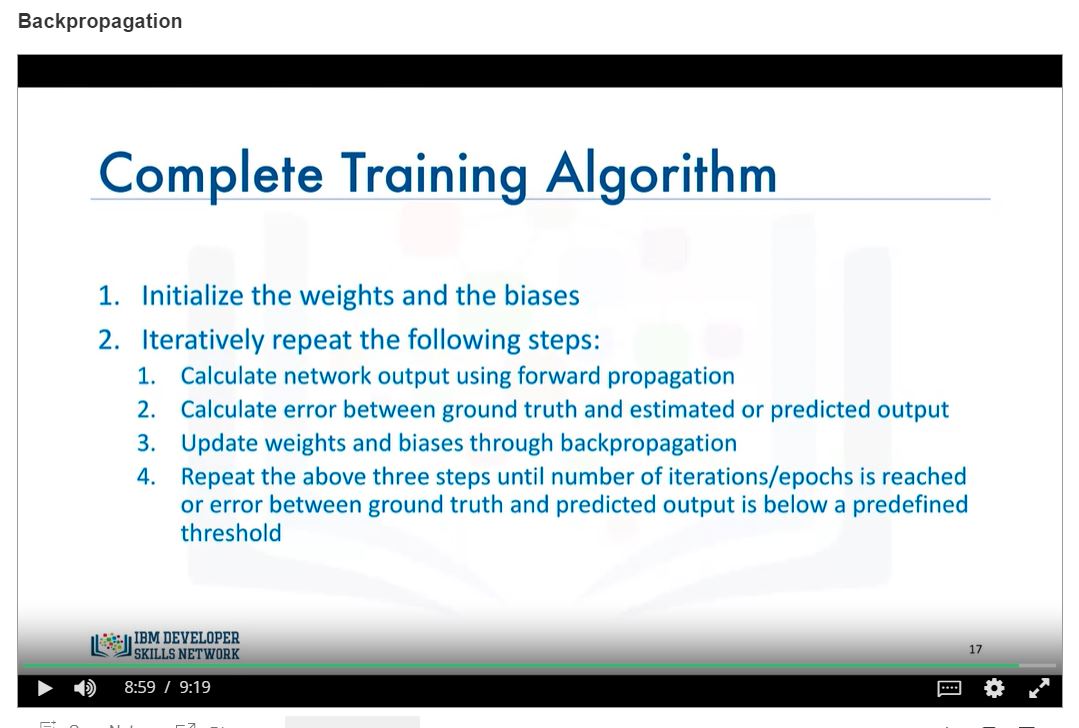 Backpropagation
Complete Training Algorithm
1. Initialize the weights and the biases
2. Iteratively repeat the following steps:
1. Calculate network output using forward propagation
2. Calculate error between ground truth and estimated or predicted output
3. Update weights and biases through backpropagation
4. Repeat the above three steps until number of iterations/epochs is reached
or error between ground truth and predicted output is below a predefined
threshold
IBM DEVELOPER
SKILLS NETWORK
17
8:59 / 9:19